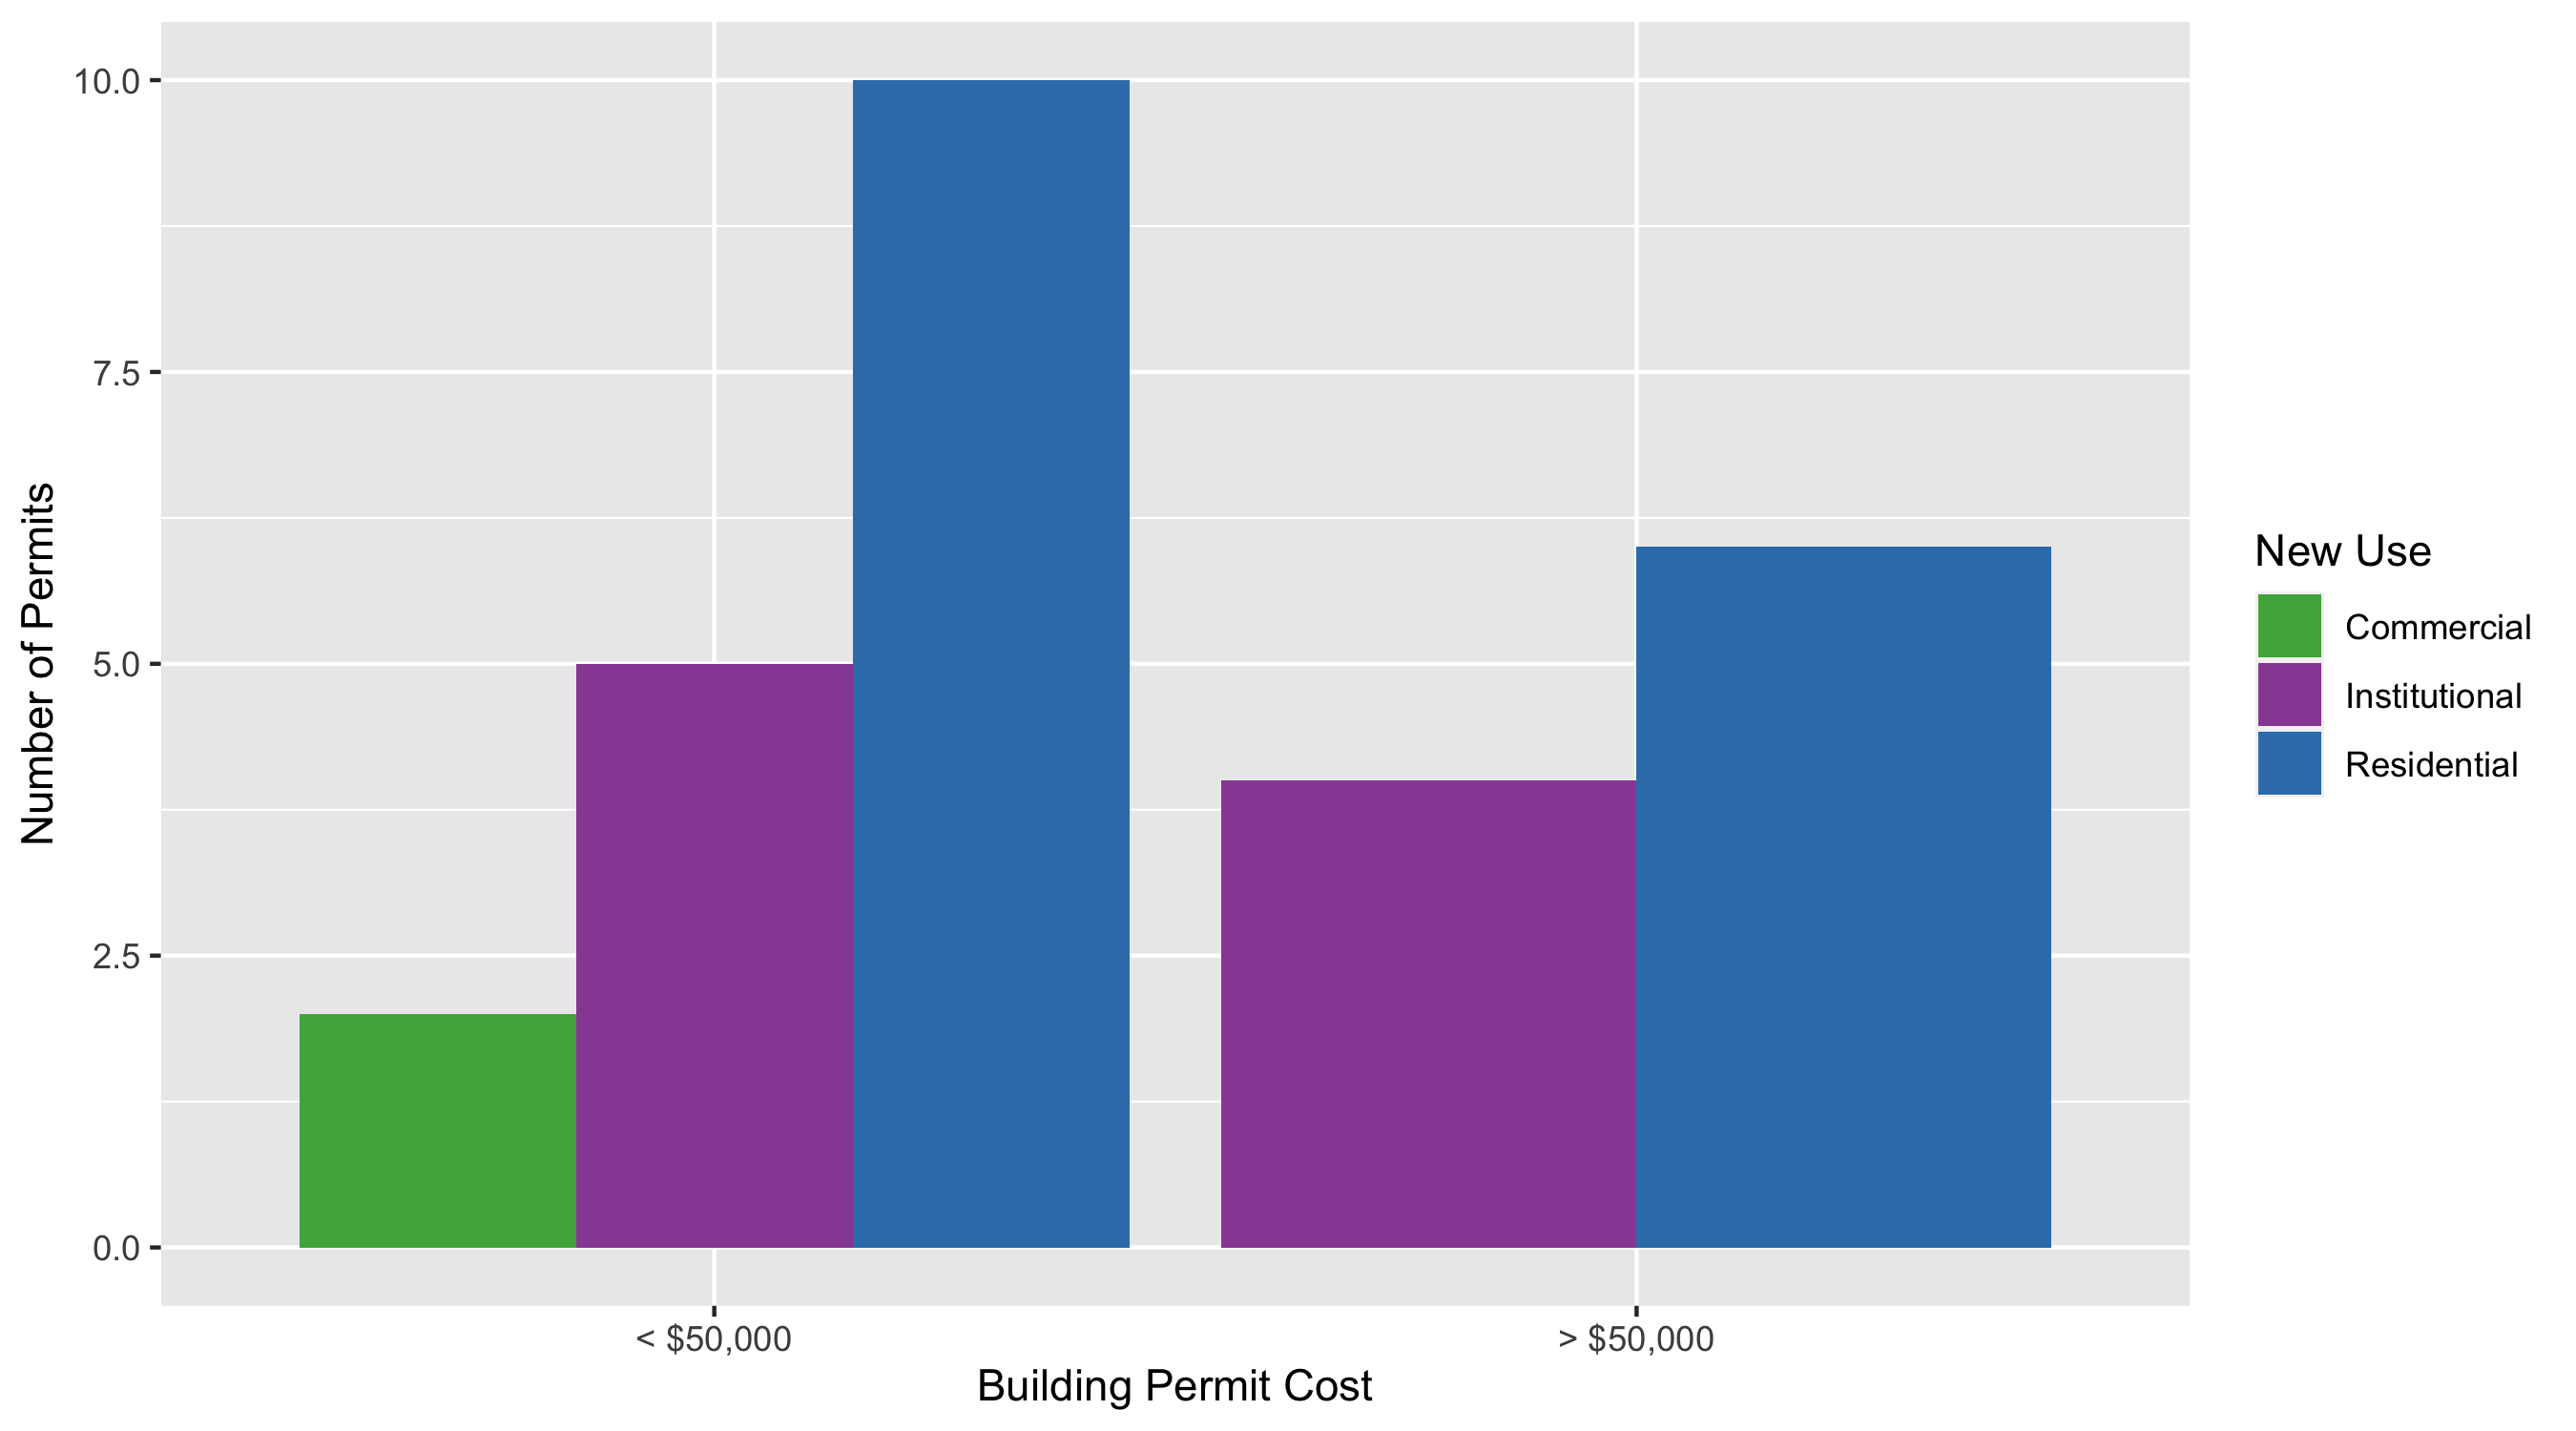 10.0
7.5
5.0
2.5
0.0
Number of Permits
< $50,000
> $50,000
Building Permit Cost
New Use
Commercial
Institutional
Residential